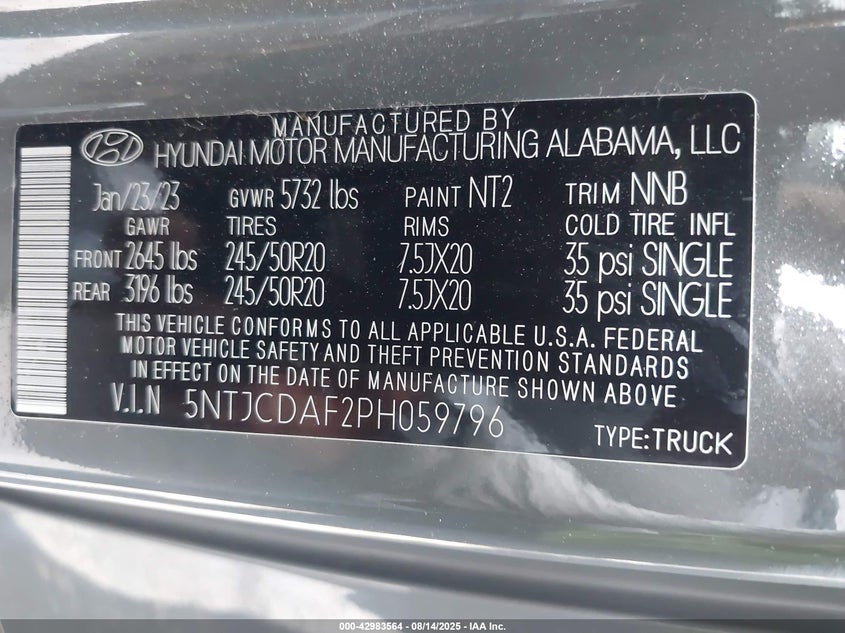 MANUFACTURED BY
HYUNDAI MOTOR MANUFACTURING ALABAMA, LLC
Jan/23/23 GVWR 5732 lbs PAINT NT2 TRIM NNB
GAWR TIRES RIMS COLD TIRE INFL
FRONT 2645 lbs 245/50R20 7.5JX20 35 psi SINGLE
REAR 3196 lbs 245/50R20 7.5JX20 35 psi SINGLE
THIS VEHICLE CONFORMS TO ALL APPLICABLE U.S.A. FEDERAL
MOTOR VEHICLE SAFETY AND THEFT PREVENTION STANDARDS
IN EFFECT ON THE DATE OF MANUFACTURE SHOWN ABOVE
V.I.N 5NTJCDAF2PH059796
TYPE:TRUCK
000-42983564 - 08/14/2025 - IAA Inc.